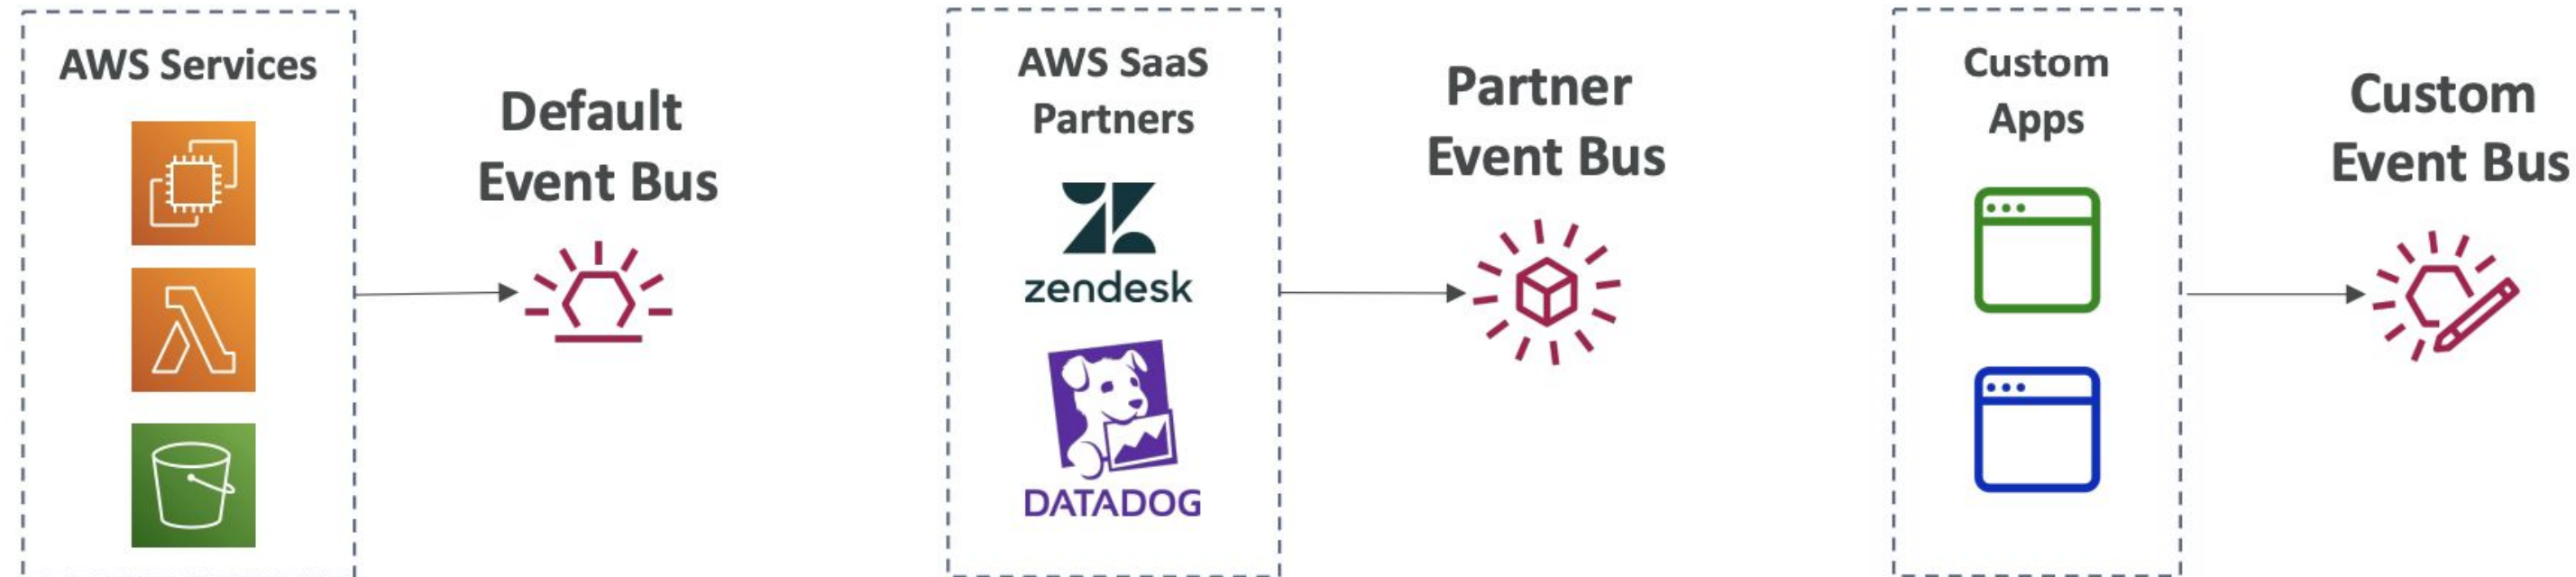 AWS Services
Default
Event Bus
AWS SaaS
Partners
zendesk
DATADOG
Partner
Event Bus
Custom
Apps
Custom
Event Bus